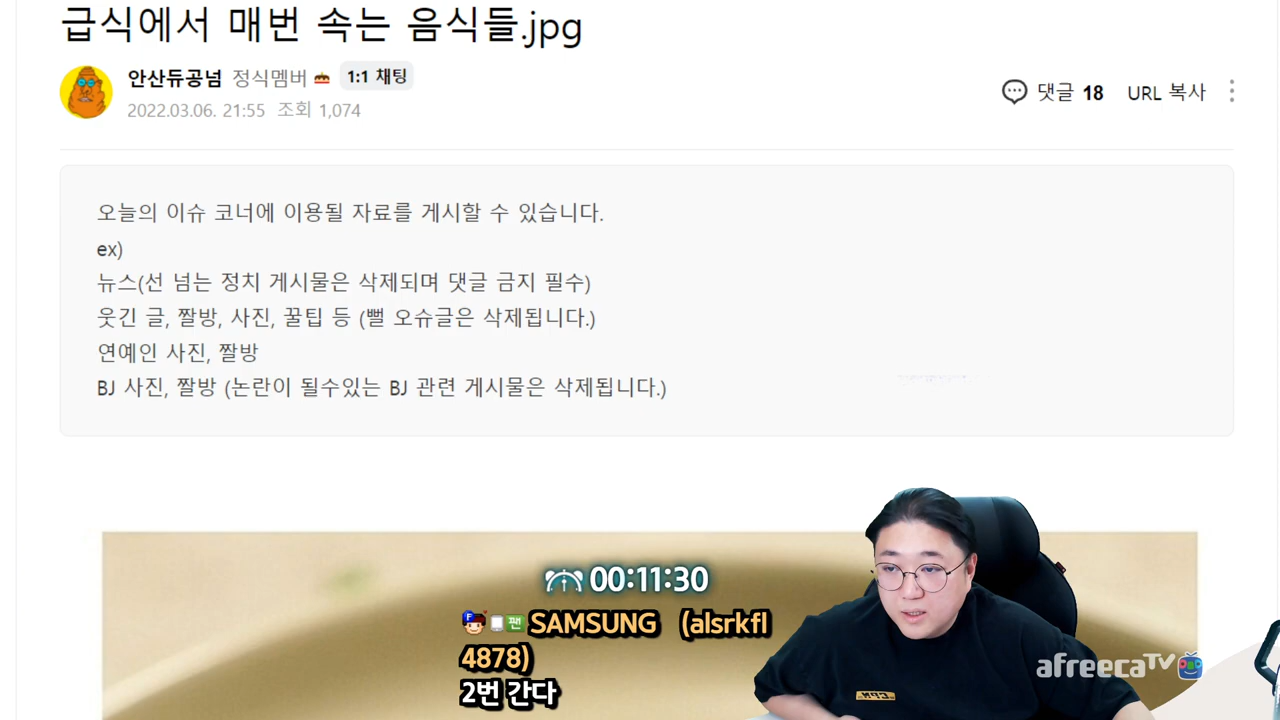 급식에서 매번 속는 음식들.jpg
안산듀공넘 정식멤버 1:1 채팅
2022.03.06. 21:55 조회 1,074
댓글 18 URL 복사
오늘의 이슈 코너에 이용될 자료를 게시할 수 있습니다.
ex)
뉴스(선 넘는 정치 게시물은 삭제되며 댓글 금지 필수)
웃긴 글, 짤방, 사진, 꿀팁 등 (뻘 오슈글은 삭제됩니다.)
연예인 사진, 짤방
BJ 사진, 짤방 (논란이 될수있는 BJ 관련 게시물은 삭제됩니다.)
00:11:30
F 팬 SAMSUNG (alsrkfl
4878)
2번 간다
afreecaTV